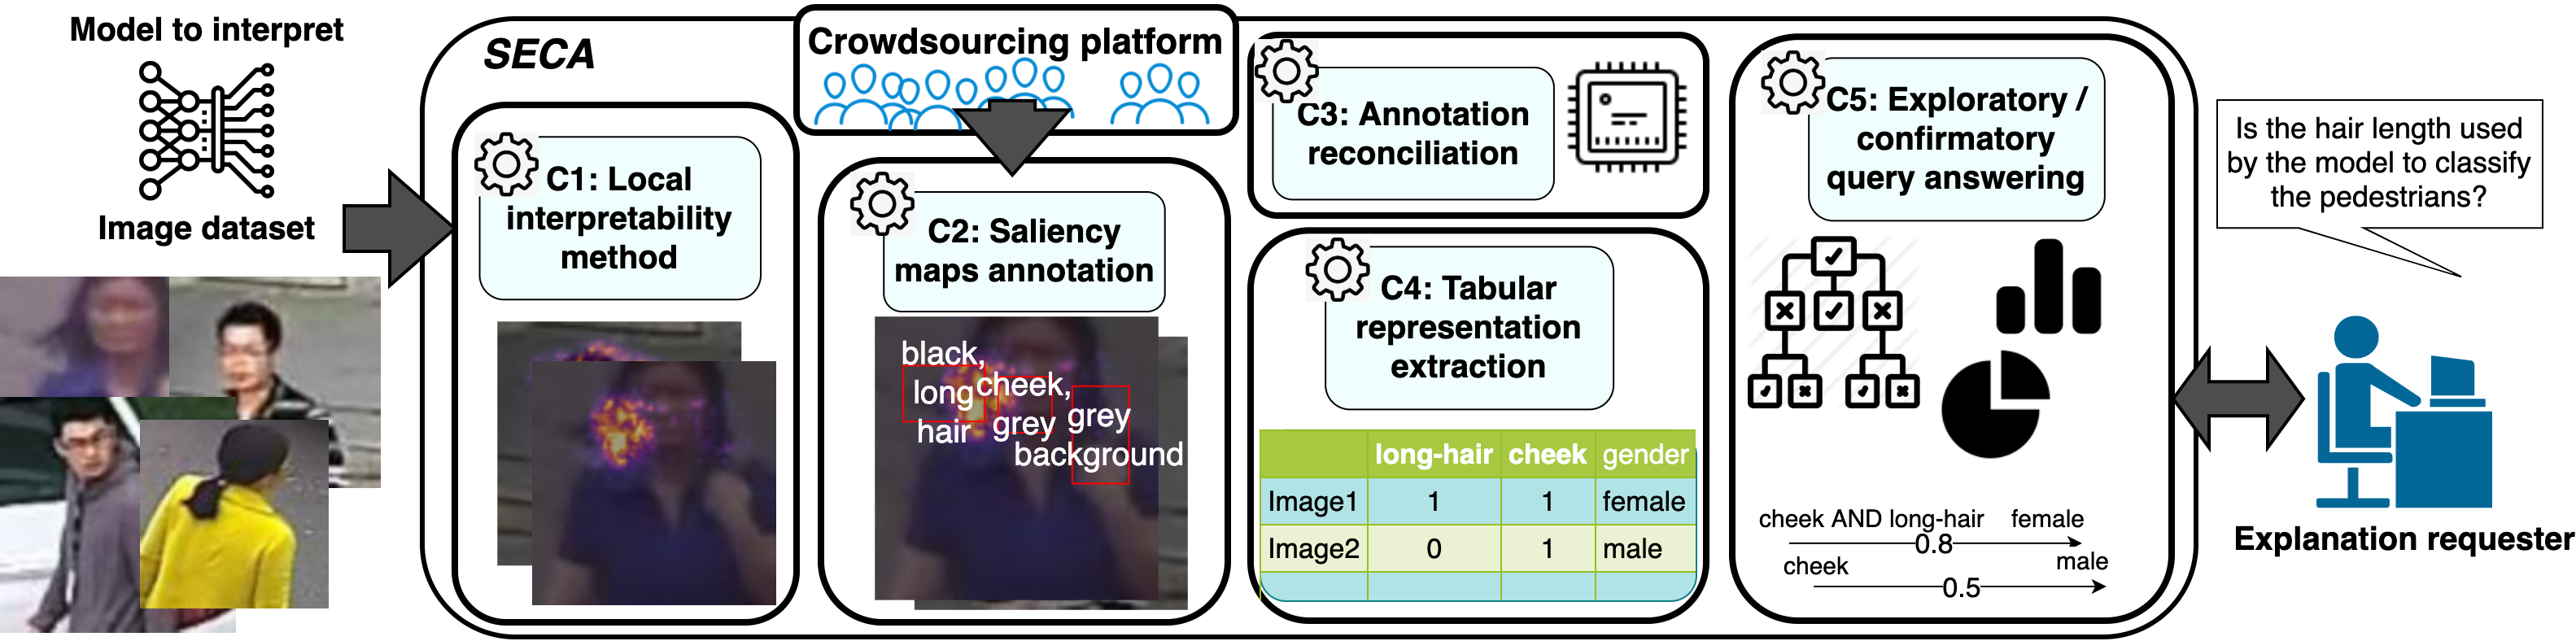 Model to interpret
Image dataset
SECA
Crowdsourcing platform
C1: Local
interpretability
method
C2: Saliency
maps annotation
black,
long
hair
cheek,
grey
grey
background
C3: Annotation
reconciliation
C4: Tabular
representation
extraction
long-hair cheek gender
Image1 1 1 female
Image2 0 1 male
C5: Exploratory /
confirmatory
query answering
cheek AND long-hair female
0.8
cheek male
0.5
Is the hair length used
by the model to classify
the pedestrians?
Explanation requester